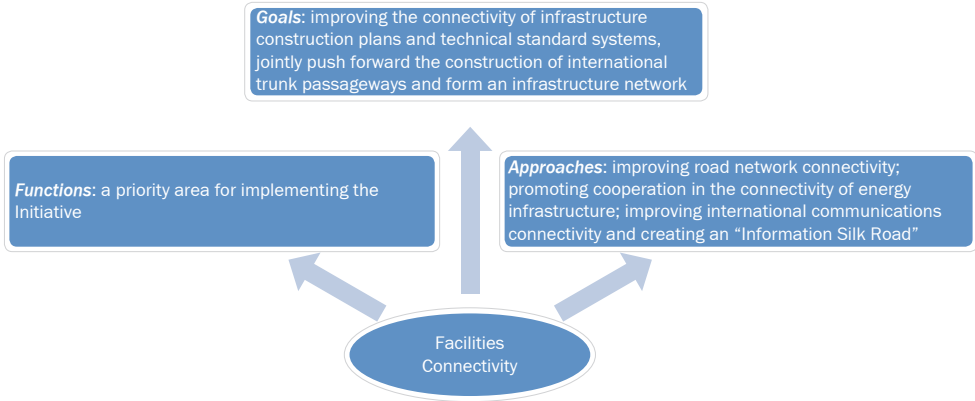 Goals: improving the connectivity of infrastructure
construction plans and technical standard systems,
jointly push forward the construction of international
trunk passageways and form an infrastructure network
Functions: a priority area for implementing the
Initiative
Approaches: improving road network connectivity;
promoting cooperation in the connectivity of energy
infrastructure; improving international communications
connectivity and creating an “Information Silk Road”
Facilities
Connectivity